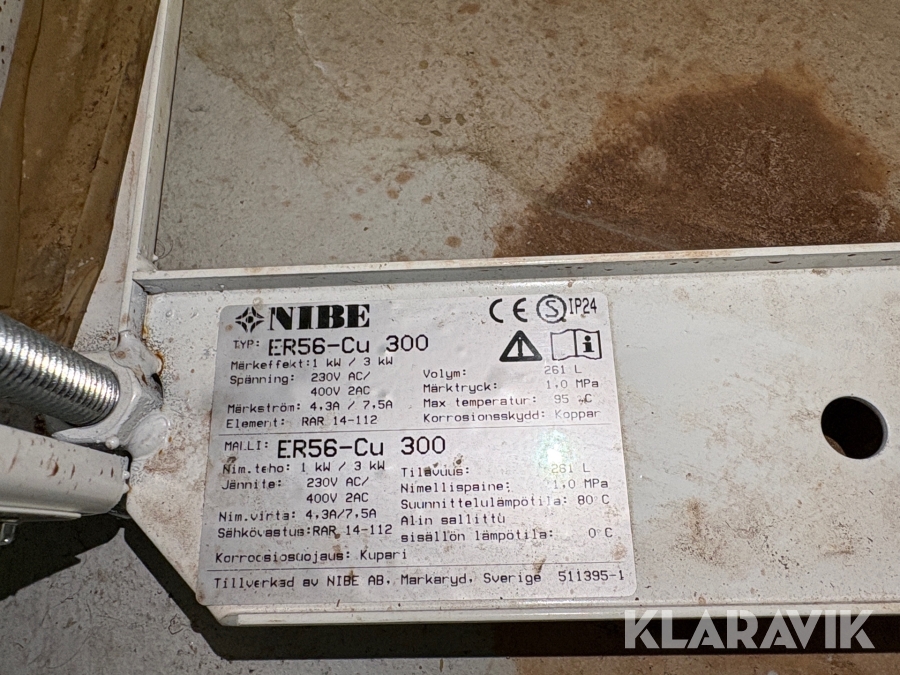 NIBE
CE S IP24
TYP: ER56-Cu 300
Märkeffekt: 1 kW / 3 kW
Spänning: 230V AC/
400V 2AC
Märkström: 4,3A / 7,5A
Element: RAR 14-112
Volym: 261 L
Märktryck: 1,0 MPa
Max temperatur: 95 °C
Korrosionsskydd: Koppar
MALLI: ER56-Cu 300
Nim.teho: 1 kW / 3 kW
Jännite: 230V AC/
400V 2AC
Nim.virta: 4,3A/7,5A
Sähkövastus: RAR 14-112
Tilavuus: 261 L
Nimellispaine: 1,0 MPa
Suunnittelulämpötila: 80°C
Alin sallittu
sisällön lämpötila: 0°C
Korroosiosuojaus: Kupari
Tillverkad av NIBE AB, Markaryd, Sverige 511395-1
KLARAVIK